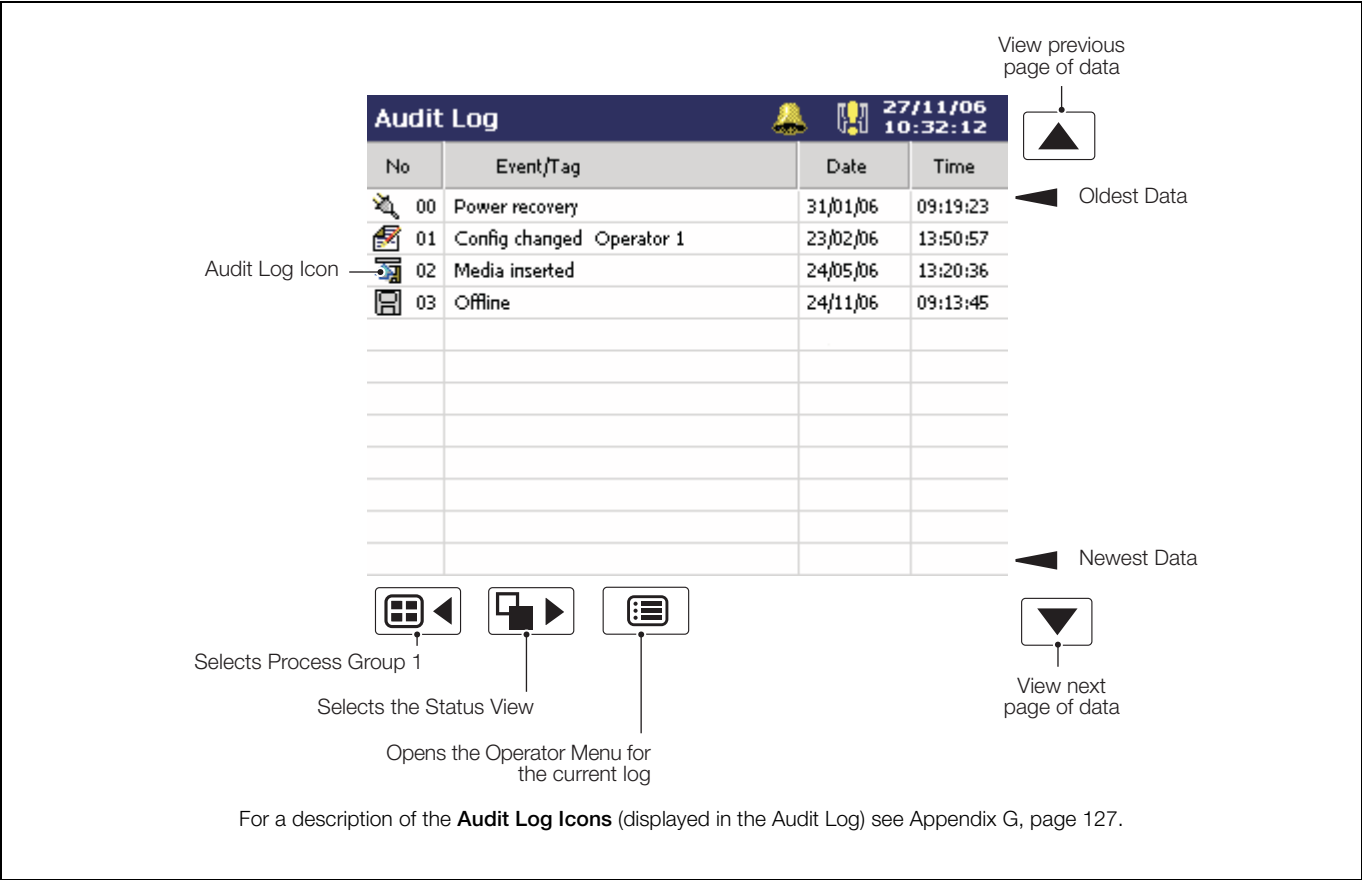 View previous
page of data
Audit Log 27/11/06
10:32:12
No Event/Tag Date Time
00 Power recovery 31/01/06 09:19:23
Oldest Data
01 Config changed Operator 1 23/02/06 13:50:57
Audit Log Icon
02 Media inserted 24/05/06 13:20:36
03 Offline 24/11/06 09:13:45
Newest Data
Selects Process Group 1
Selects the Status View
View next
page of data
Opens the Operator Menu for
the current log
For a description of the Audit Log Icons (displayed in the Audit Log) see Appendix G, page 127.